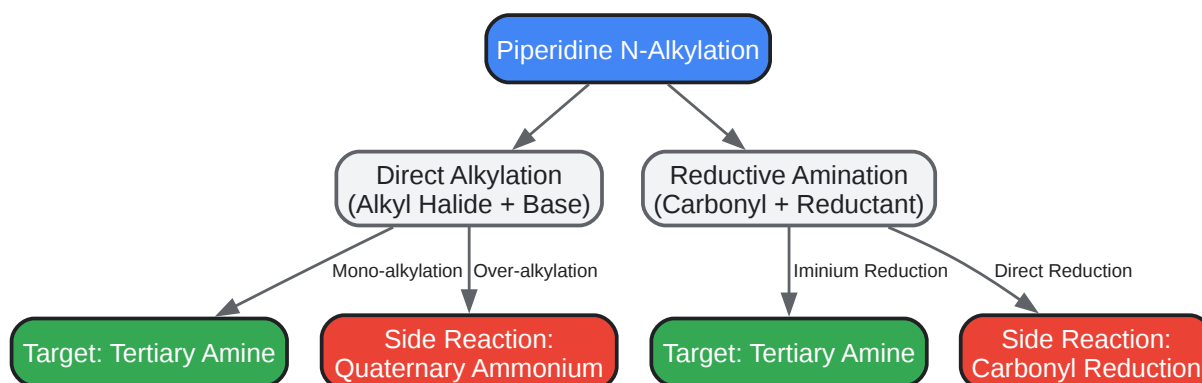 Piperidine N-Alkylation
Direct Alkylation
(Alkyl Halide + Base)
Reductive Amination
(Carbonyl + Reductant)
Mono-alkylation
Over-alkylation
Iminium Reduction
Direct Reduction
Target: Tertiary Amine
Side Reaction:
Quaternary Ammonium
Target: Tertiary Amine
Side Reaction:
Carbonyl Reduction